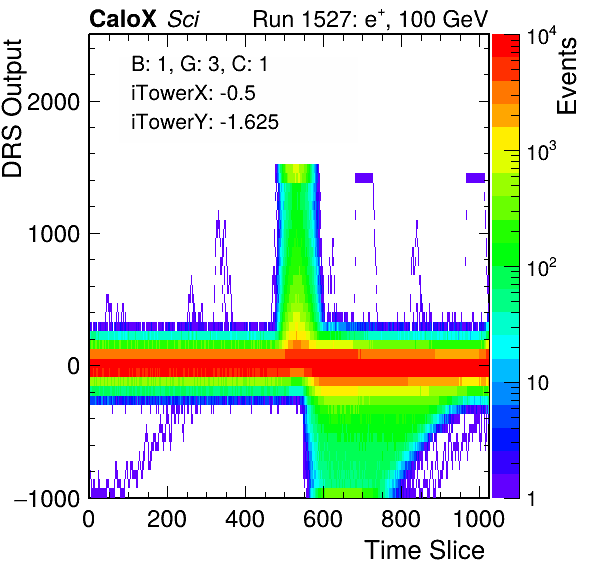 CaloX Sci Run 1527: e⁺, 100 GeV
B: 1, G: 3, C: 1
iTowerX: -0.5
iTowerY: -1.625
DRS Output
2000
1000
0
−1000
0 200 400 600 800 1000
Time Slice
Events
10⁴
10³
10²
10
1